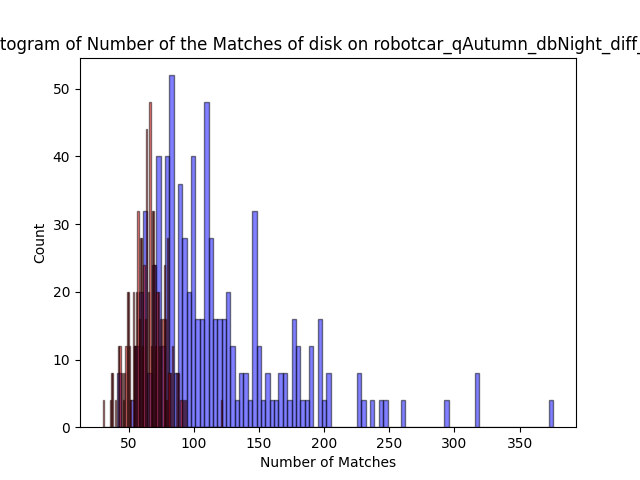 togram of Number of the Matches of disk on robotcar_qAutumn_dbNight_diff_
50
40
30
20
10
0
Count
50 100 150 200 250 300 350
Number of Matches